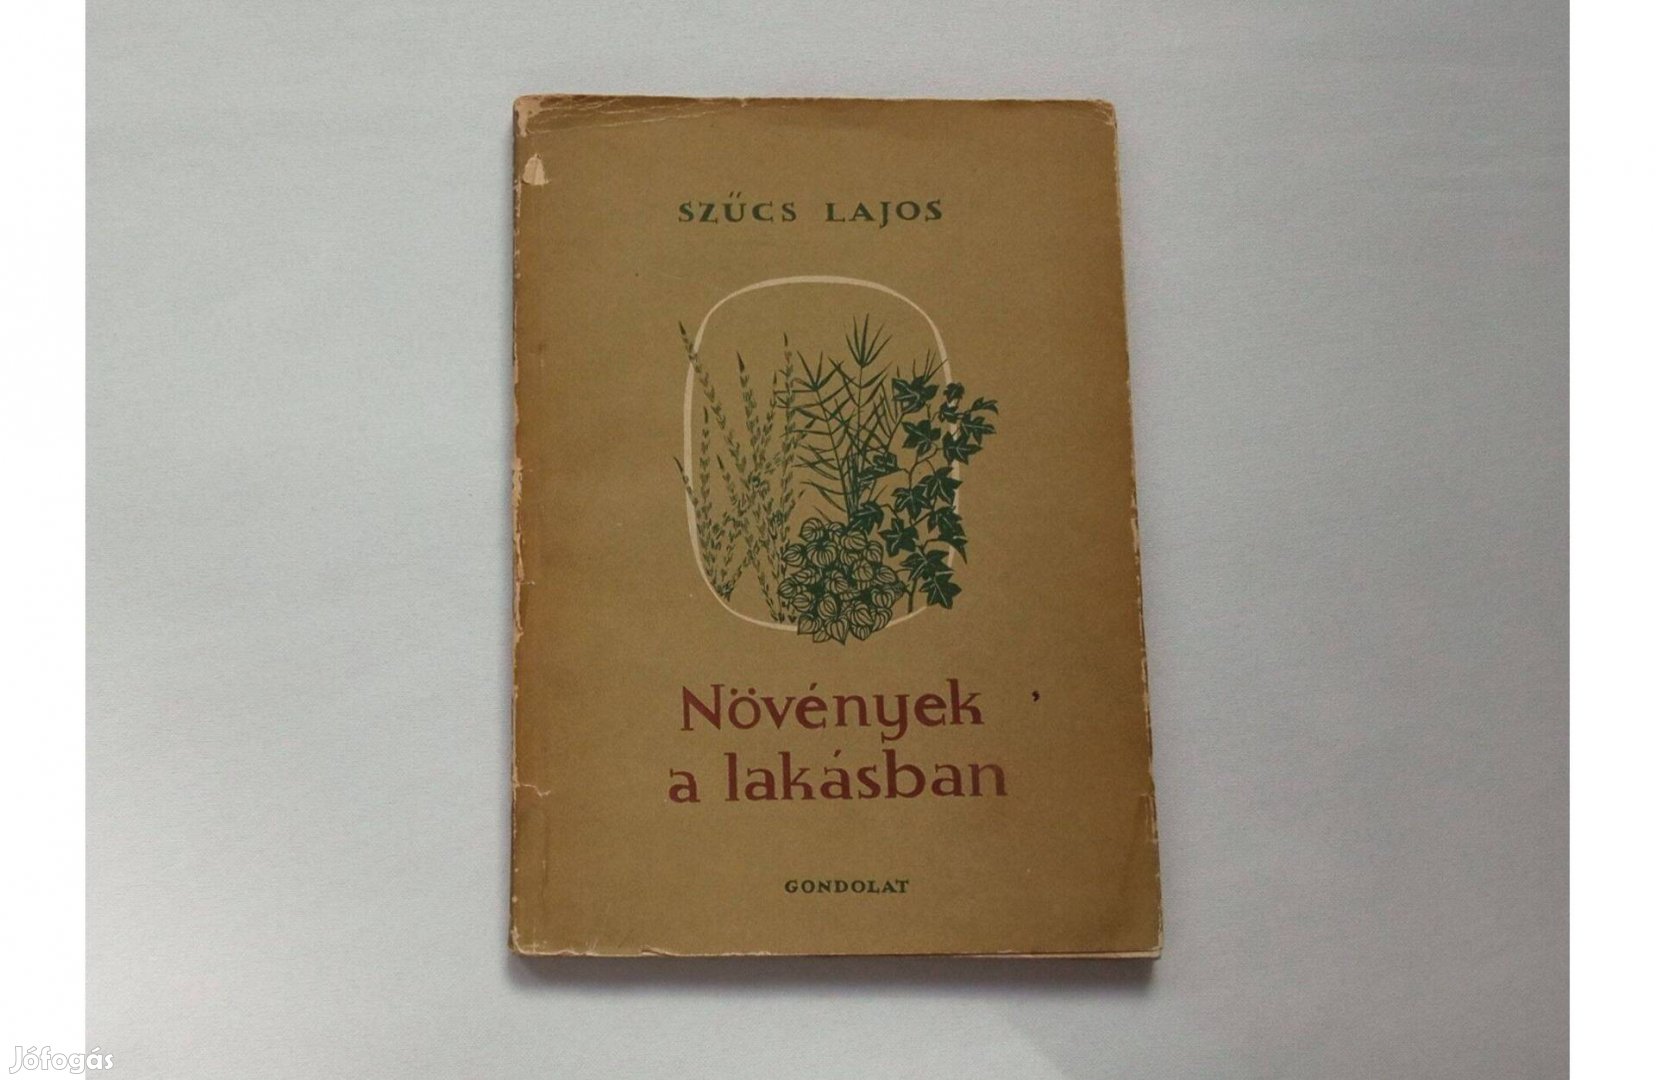 SZŰCS LAJOS
Növények
a lakásban
GONDOLAT
Jófogás